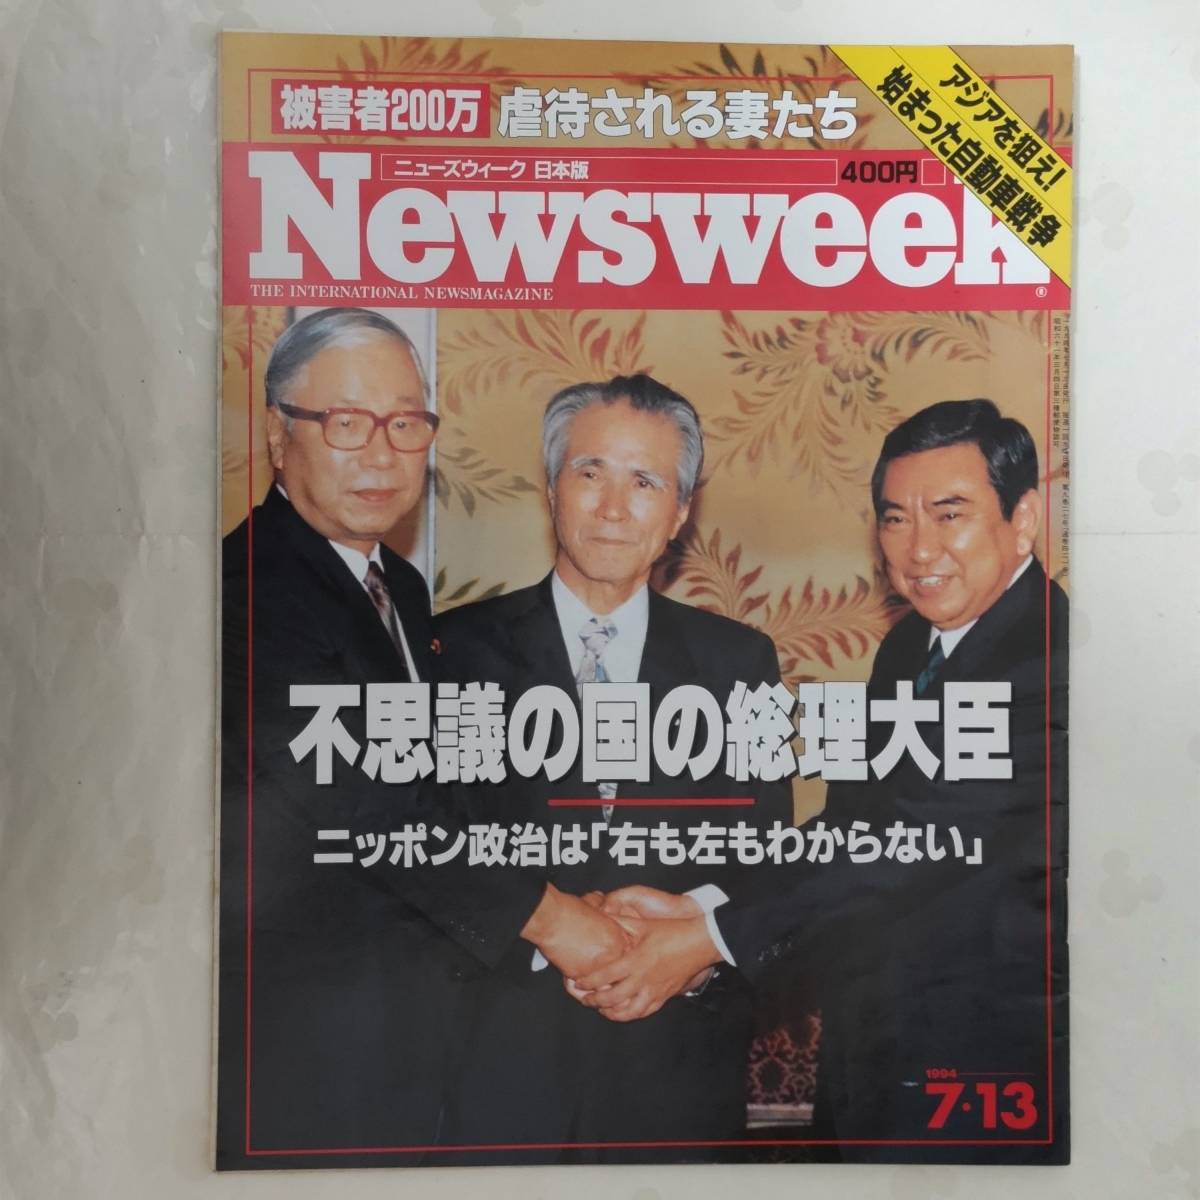 被害者200万 虐待される妻たち
アジアを狙え!
始まった自動車戦争
ニューズウィーク 日本版
400円
Newsweek
THE INTERNATIONAL NEWSMAGAZINE
不思議の国の総理大臣
ニッポン政治は「右も左もわからない」
1994
7·13